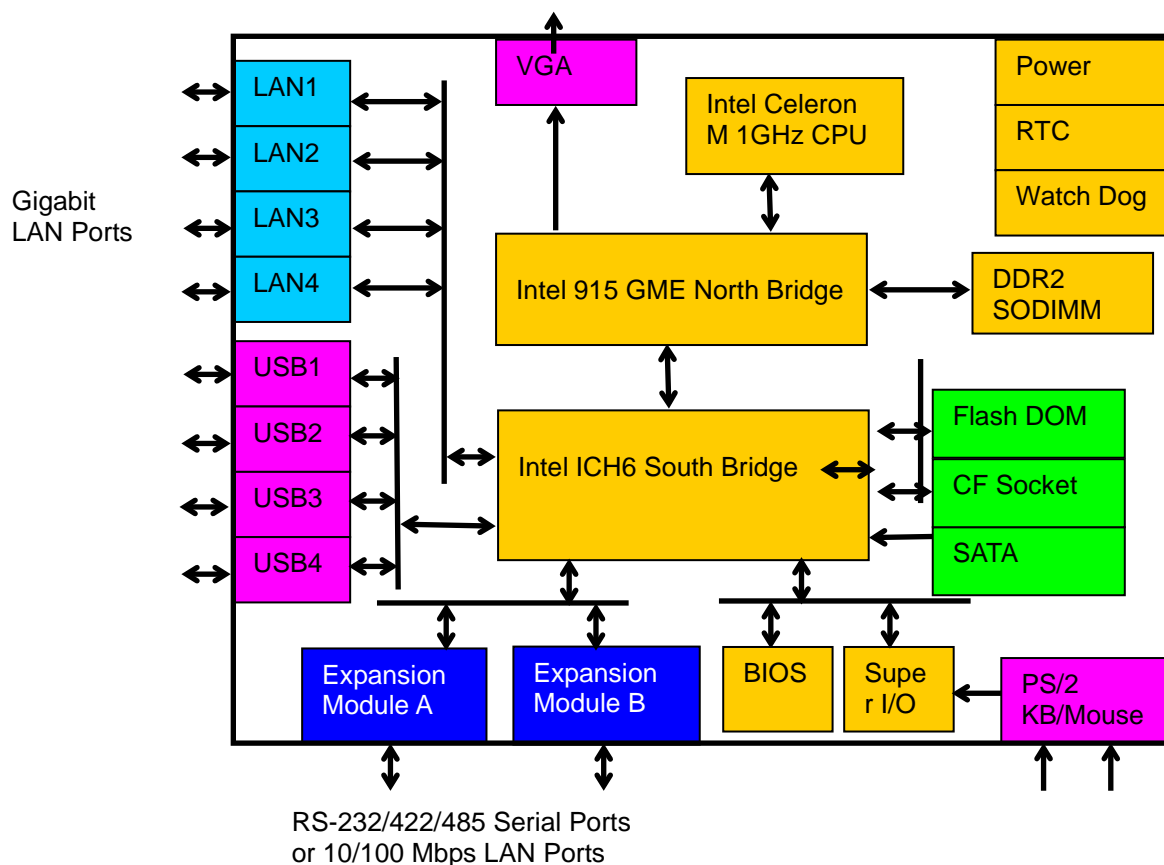 VGA
Power
LAN1
Intel Celeron
M 1GHz CPU
RTC
LAN2
Watch Dog
Gigabit
LAN Ports
LAN3
LAN4
Intel 915 GME North Bridge
DDR2
SODIMM
USB1
USB2
USB3
USB4
Intel ICH6 South Bridge
Flash DOM
CF Socket
SATA
Expansion
Module A
Expansion
Module B
BIOS
Supe
r I/O
PS/2
KB/Mouse
RS-232/422/485 Serial Ports
or 10/100 Mbps LAN Ports